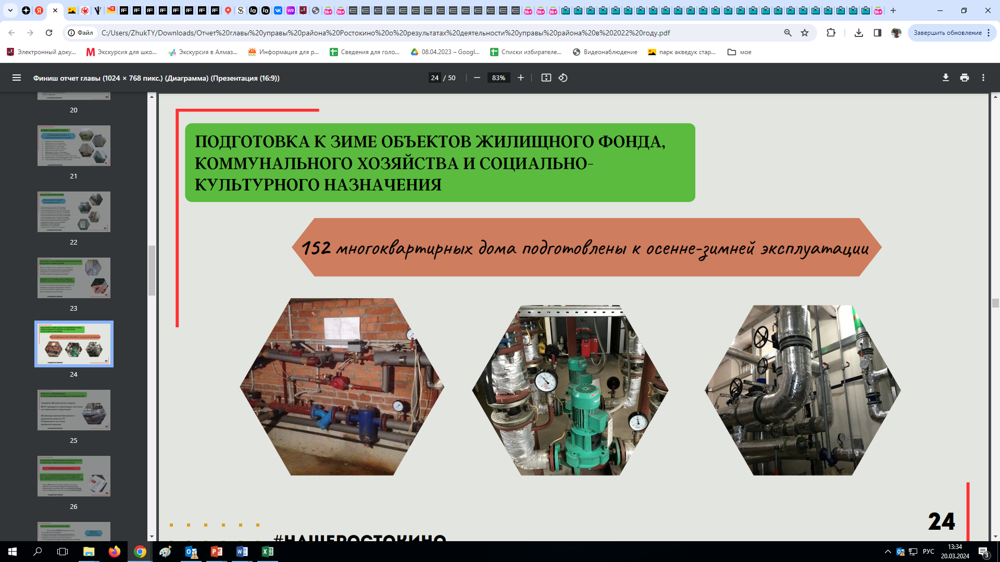 Файл
C:/Users/ZhukTY/Downloads/Отчет%20главы%20управы%20района%20Ростокино%20о%20результатах%20деятельности%20управы%20района%20в%202022%20году.pdf
Завершить обновление
Электронный доку...
Экскурсия для шко...
Экскурсия в Алмаз...
Информация для р...
Сведения для голо...
08.04.2023 – Googl...
Списки избирателе...
Видеонаблюдение
парк акведук стар...
мое
Финиш отчет главы (1024 × 768 пикс.) (Диаграмма) (Презентация (16:9))
24 / 50
83%
20
21
22
23
24
25
26
ПОДГОТОВКА К ЗИМЕ ОБЪЕКТОВ ЖИЛИЩНОГО ФОНДА,
КОММУНАЛЬНОГО ХОЗЯЙСТВА И СОЦИАЛЬНО-
КУЛЬТУРНОГО НАЗНАЧЕНИЯ
152 многоквартирных дома подготовлены к осенне-зимней эксплуатации
24
#НАШЕРОСТОКИНО
РУС
13:34
20.03.2024
3